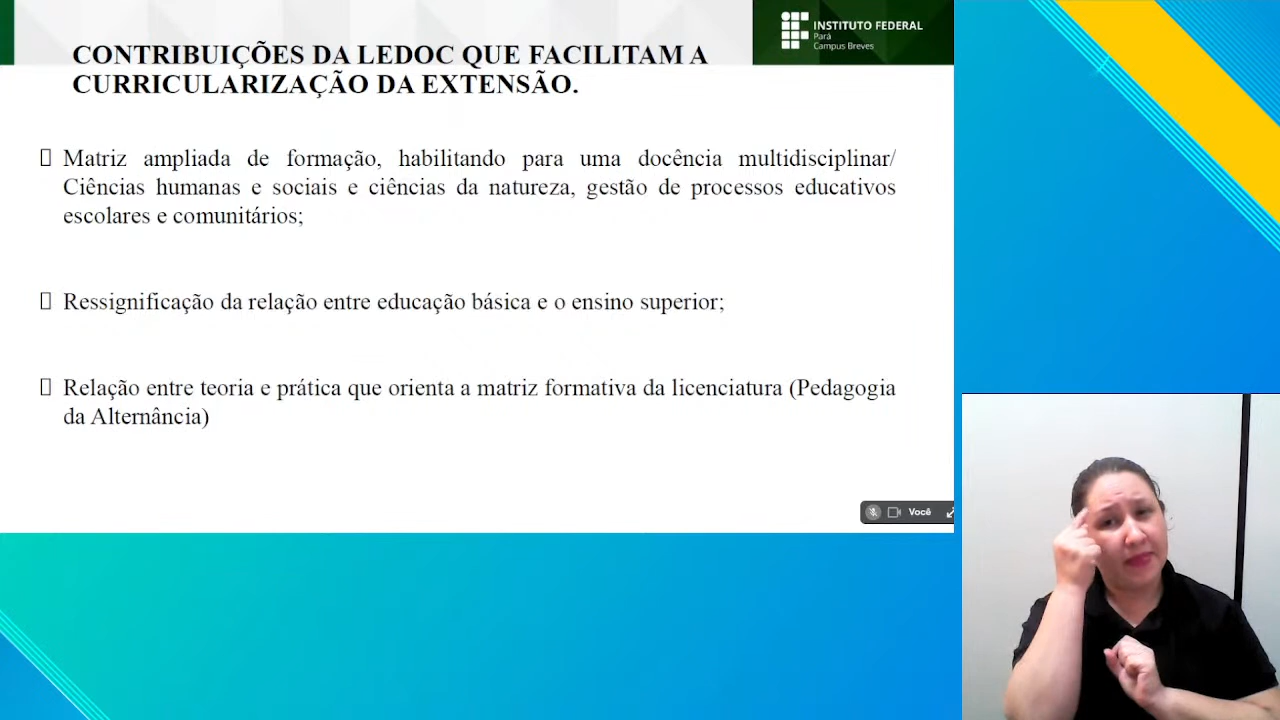 CONTRIBUIÇÕES DA LEDOC QUE FACILITAM A
CURRICULARIZAÇÃO DA EXTENSÃO.
INSTITUTO FEDERAL
Pará
Campus Breves
Matriz ampliada de formação, habilitando para uma docência multidisciplinar/
Ciências humanas e sociais e ciências da natureza, gestão de processos educativos
escolares e comunitários;
Ressignificação da relação entre educação básica e o ensino superior;
Relação entre teoria e prática que orienta a matriz formativa da licenciatura (Pedagogia
da Alternância)
Você